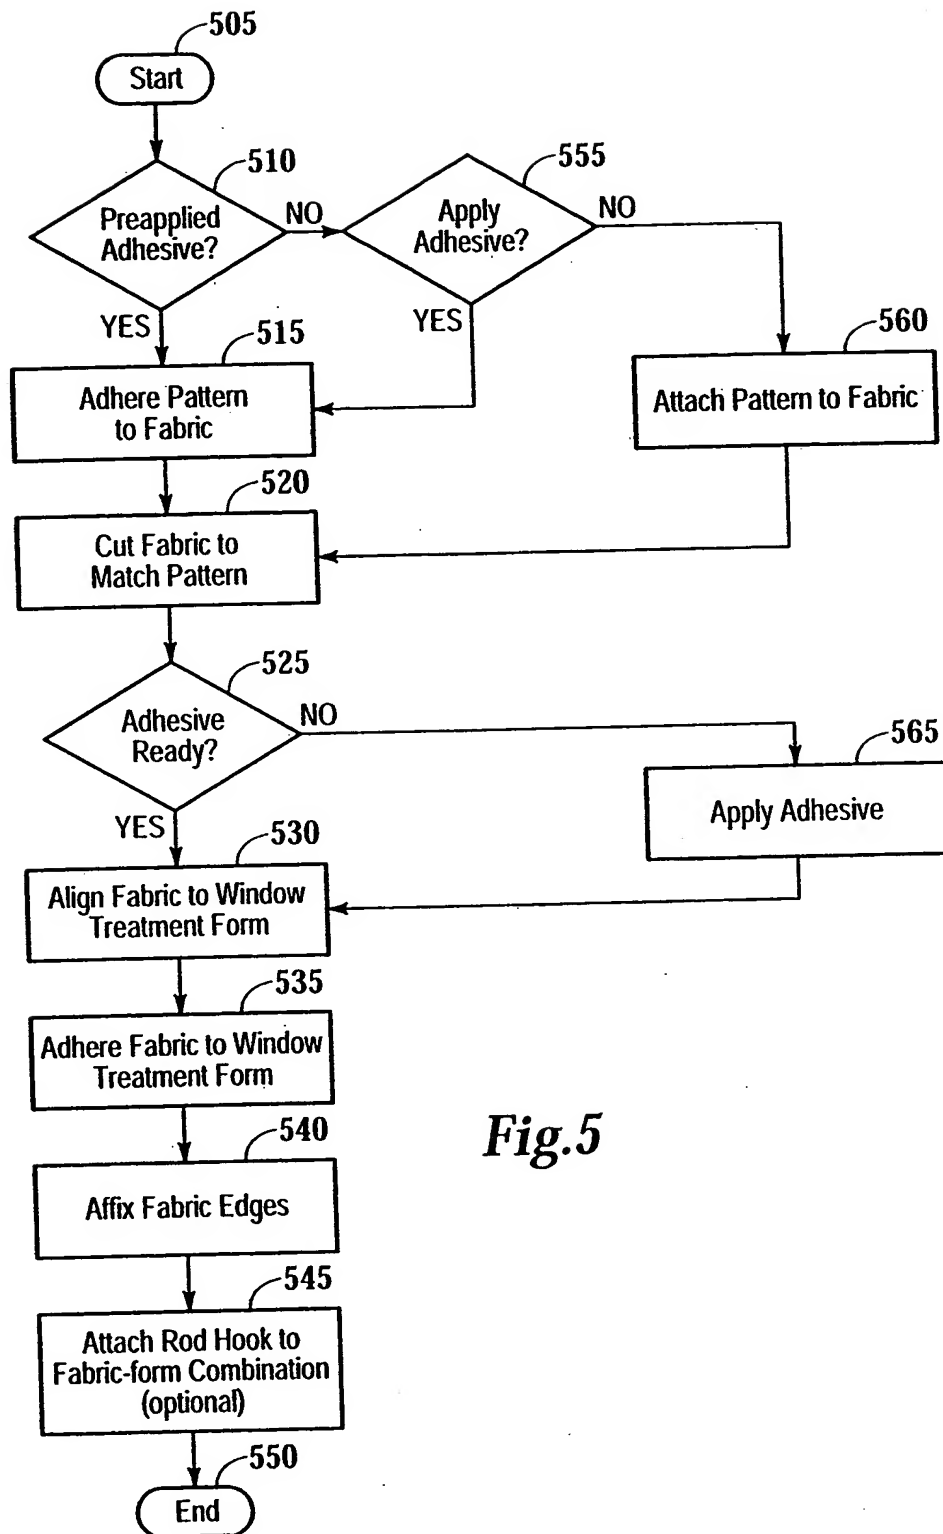 505
Start
510
Preapplied
Adhesive?
NO
YES
555
Apply
Adhesive?
NO
YES
515
Adhere Pattern
to Fabric
560
Attach Pattern to Fabric
520
Cut Fabric to
Match Pattern
525
Adhesive
Ready?
NO
YES
565
Apply Adhesive
530
Align Fabric to Window
Treatment Form
535
Adhere Fabric to Window
Treatment Form
540
Affix Fabric Edges
545
Attach Rod Hook to
Fabric-form Combination
(optional)
550
End
Fig.5